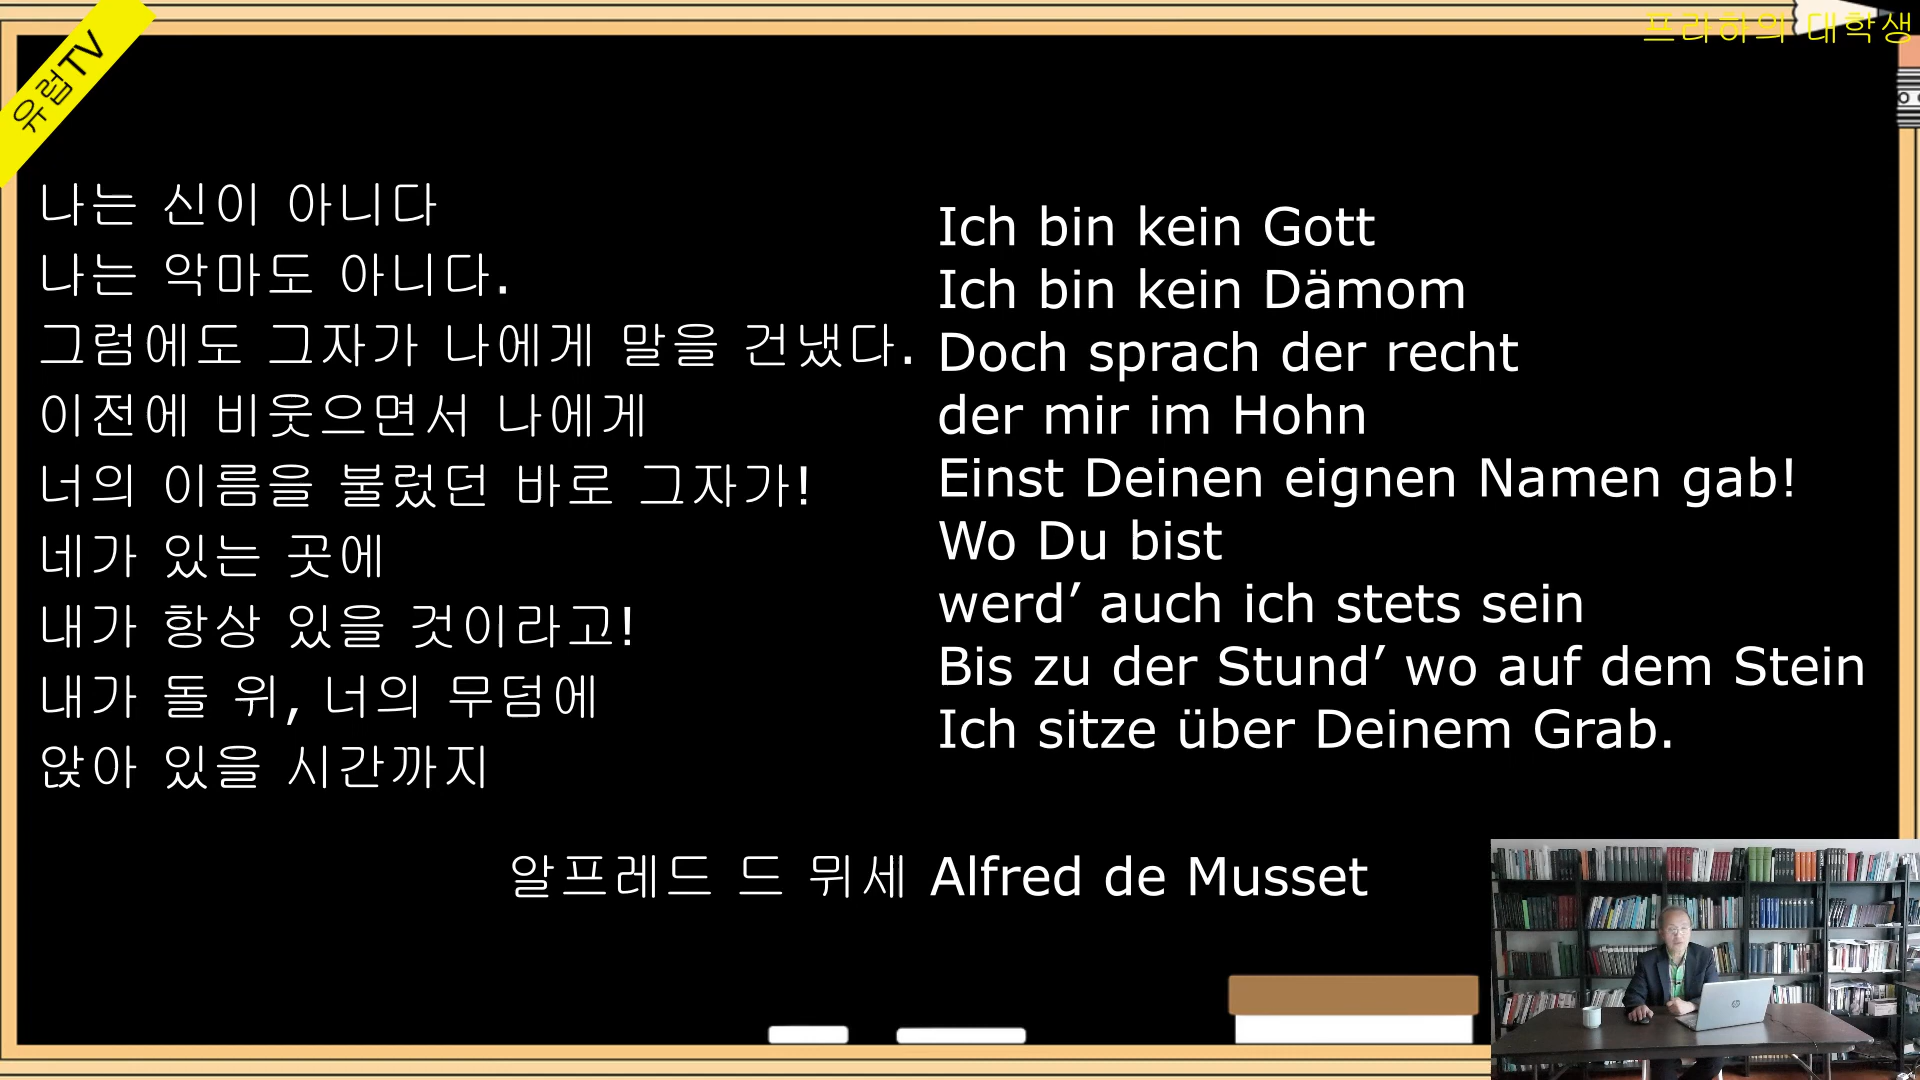 유럽TV
프라하의 대학생
나는 신이 아니다
나는 악마도 아니다.
그럼에도 그자가 나에게 말을 건냈다.
이전에 비웃으면서 나에게
너의 이름을 불렀던 바로 그자가!
네가 있는 곳에
내가 항상 있을 것이라고!
내가 돌 위, 너의 무덤에
앉아 있을 시간까지
Ich bin kein Gott
Ich bin kein Dämom
Doch sprach der recht
der mir im Hohn
Einst Deinen eignen Namen gab!
Wo Du bist
werd’ auch ich stets sein
Bis zu der Stund’ wo auf dem Stein
Ich sitze über Deinem Grab.
알프레드 드 뮈세 Alfred de Musset